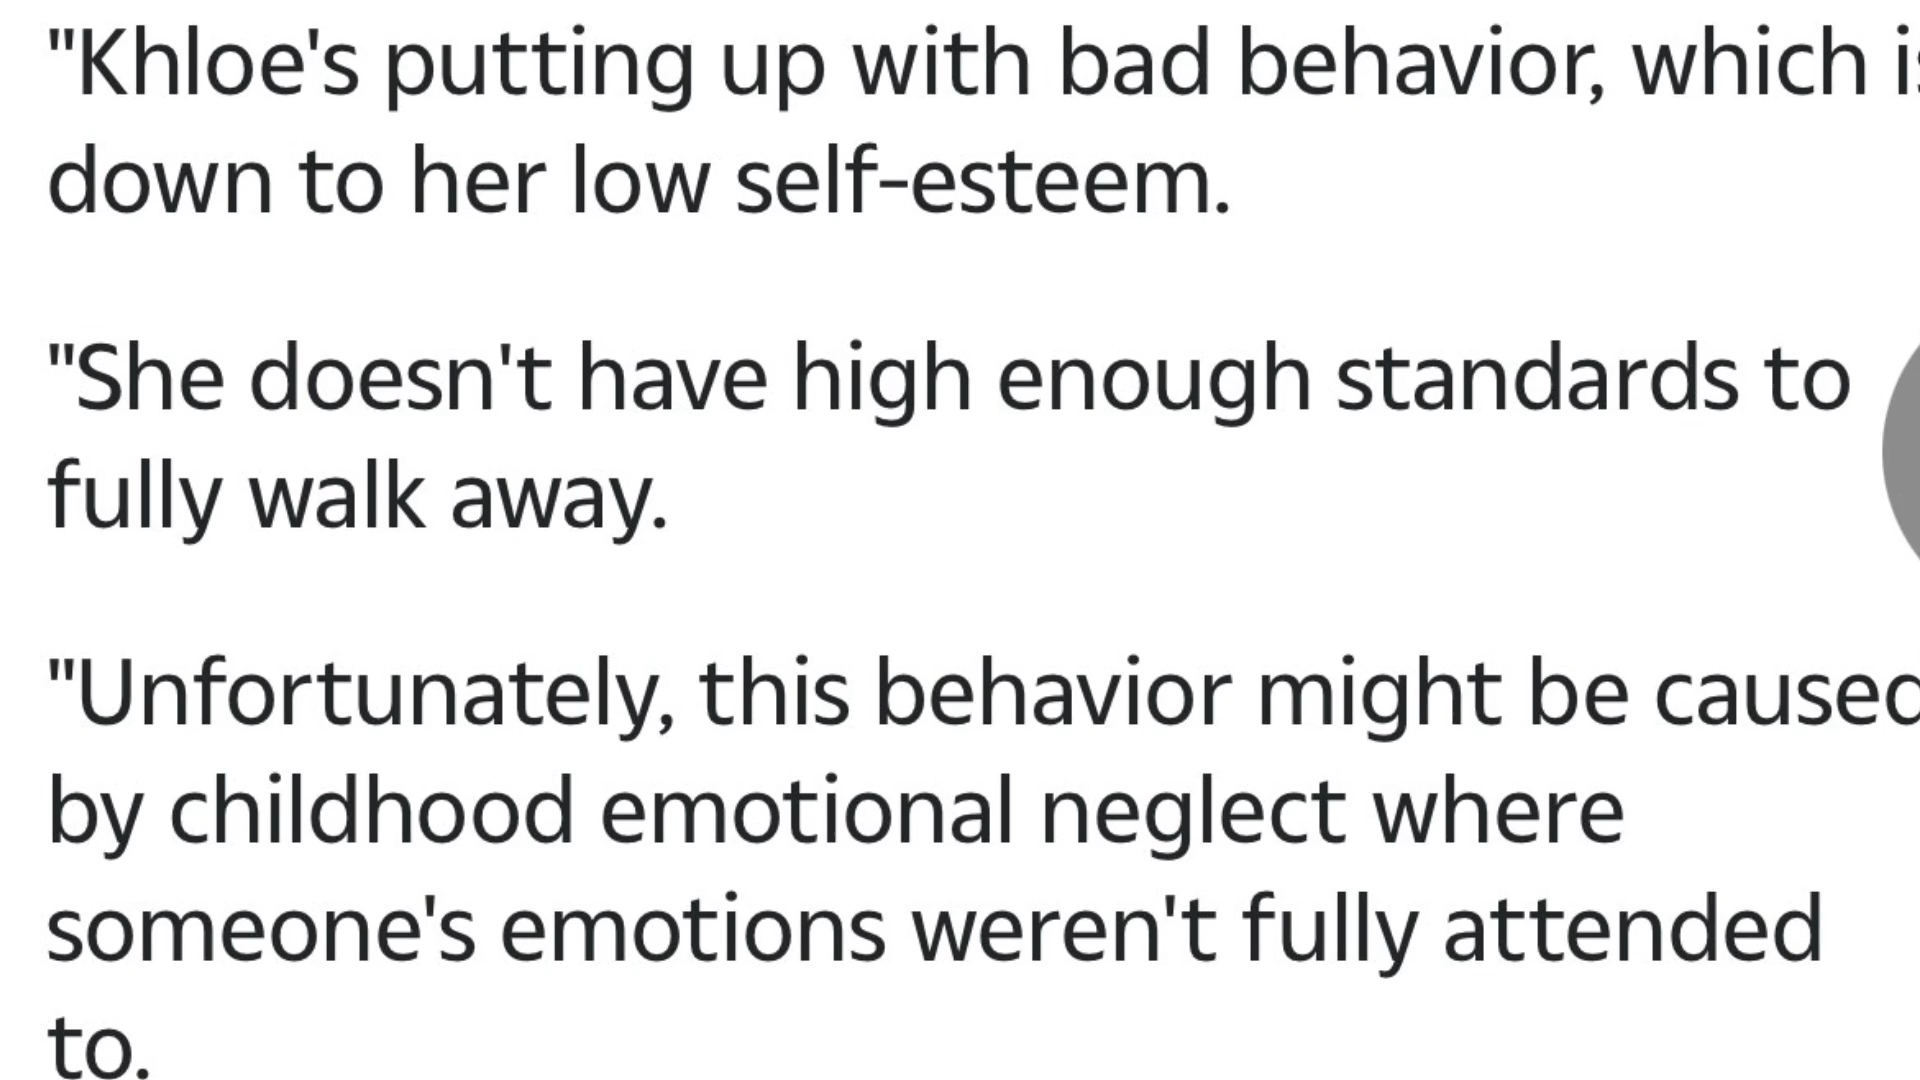 "Khloe's putting up with bad behavior, which is
down to her low self-esteem.
"She doesn't have high enough standards to
fully walk away.
"Unfortunately, this behavior might be caused
by childhood emotional neglect where
someone's emotions weren't fully attended
to.